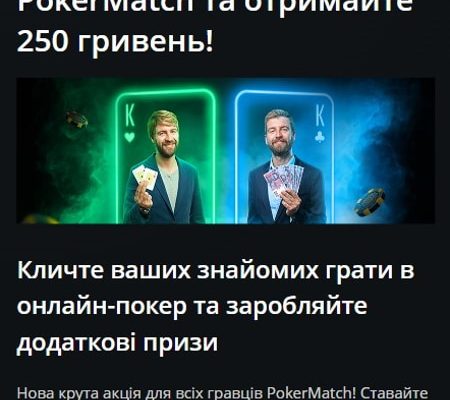 PokerMatch та отримайте
250 гривень!
K
K
Кличте ваших знайомих грати в
онлайн-покер та заробляйте
додаткові призи
Нова крута акція для всіх гравців PokerMatch! Ставайте